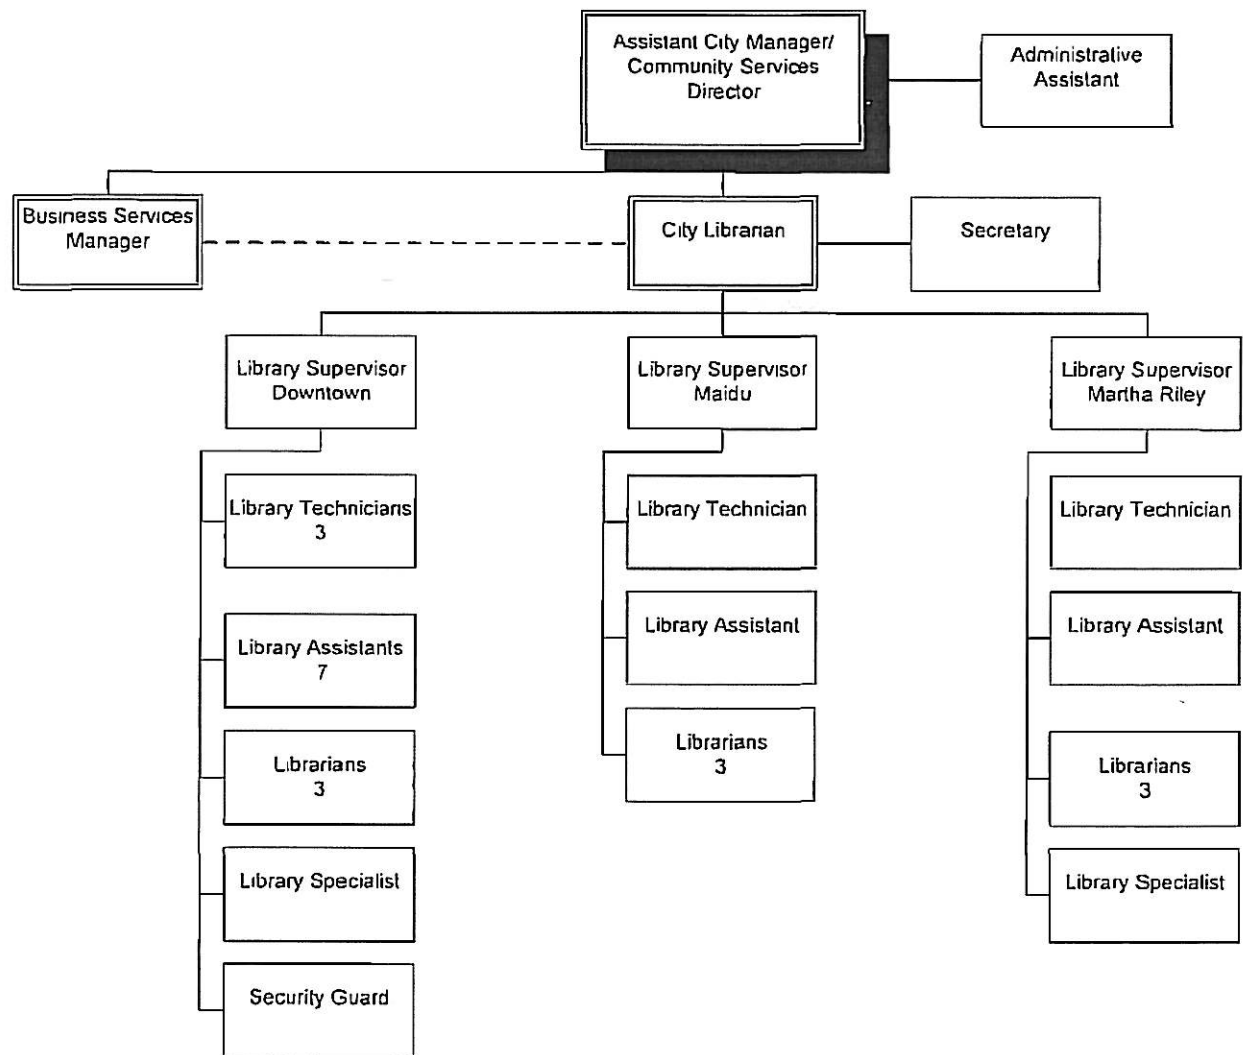 Assistant City Manager/
Community Services
Director
Administrative
Assistant
Business Services
Manager
City Librarian
Secretary
Library Supervisor
Downtown
Library Supervisor
Maidu
Library Supervisor
Martha Riley
Library Technicians
3
Library Assistants
7
Librarians
3
Library Specialist
Security Guard
Library Technician
Library Assistant
Librarians
3
Library Technician
Library Assistant
Librarians
3
Library Specialist